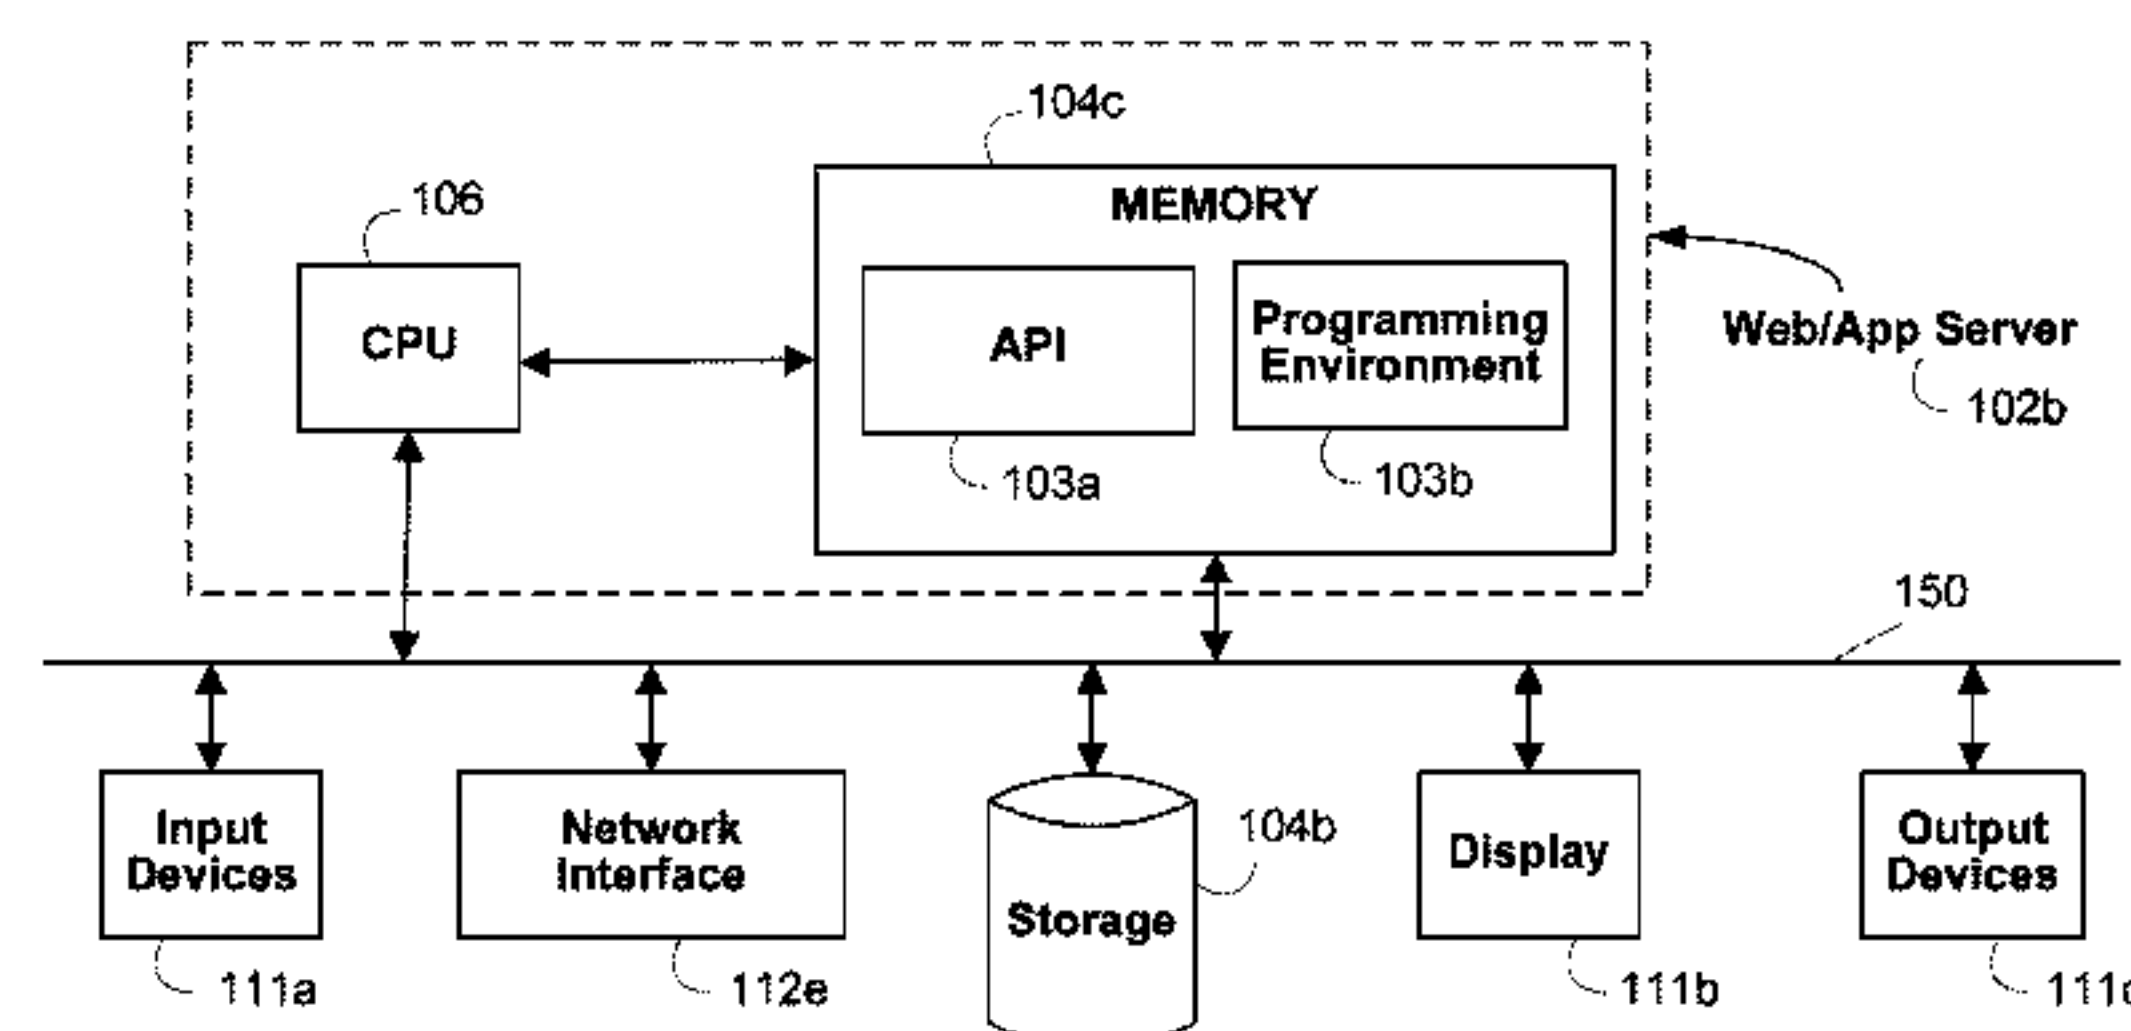 104c
106
MEMORY
CPU
API
Programming
Environment
Web/App Server
102b
103a
103b
150
Input
Devices
Network
Interface
Storage
104b
Display
Output
Devices
111a
112e
111b